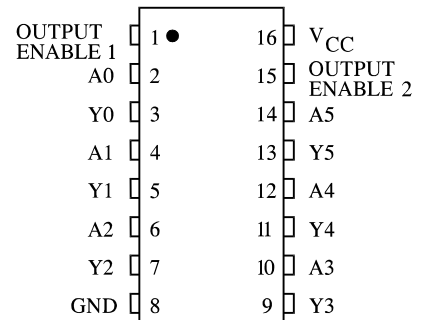 OUTPUT
ENABLE 1
1
16
VCC
A0
2
15
OUTPUT
ENABLE 2
Y0
3
14
A5
A1
4
13
Y5
Y1
5
12
A4
A2
6
11
Y4
Y2
7
10
A3
GND
8
9
Y3